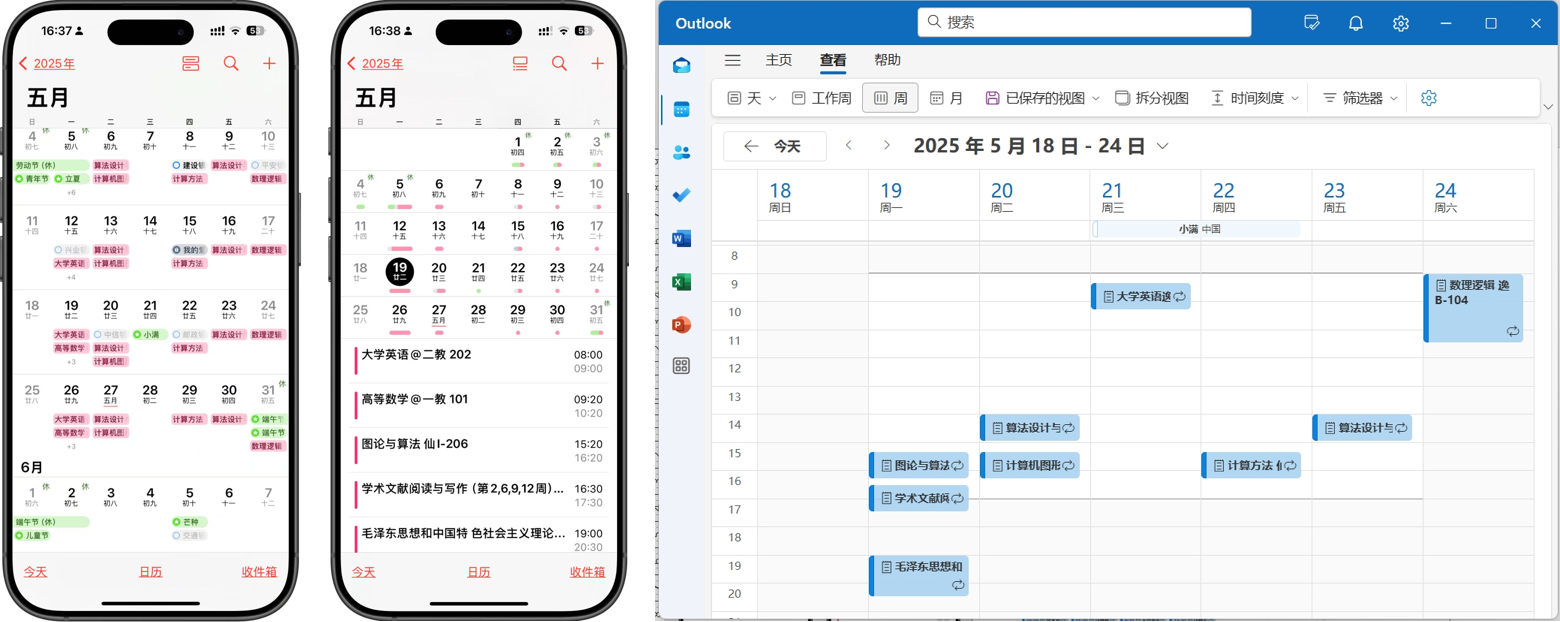 16:37
53
2025年
五月
日 一 二 三 四 五 六
4 5 6 7 8 9 10
休 休
初七 初八 初九 初十 十一 十二 十三
劳动节 (休) 算法设计 建设银 算法设计 平安银
青年节 立夏 计算机图 计算方法 数理逻辑
+6
11 12 13 14 15 16 17
十四 十五 十六 十七 十八 十九 二十
兴业银 算法设计 我的 算法设计 数理逻辑
大学英语 计算机图 计算方法
+4
18 19 20 21 22 23 24
廿一 廿二 廿三 廿四 廿五 廿六 廿七
大学英语 中信银 小满 邮政银 算法设计 数理逻辑
高等数学 算法设计 计算方法
+3 计算机图
25 26 27 28 29 30 31
休
廿八 廿九 五月 初二 初三 初四 初五
大学英语 算法设计 计算方法 算法设计 端午节
高等数学 计算机图 端午节
+3 数理逻辑
6月
1 2 3 4 5 6 7
休 休
初六 初七 初八 初九 初十 十一 十二
端午节 (休) 芒种
儿童节 交通银
今天 日历 收件箱
16:38
53
2025年
五月
日 一 二 三 四 五 六
1 2 3
休 休 休
初四 初五 初六
4 5 6 7 8 9 10
休 休
初七 初八 初九 初十 十一 十二 十三
11 12 13 14 15 16 17
十四 十五 十六 十七 十八 十九 二十
18 19 20 21 22 23 24
廿一 廿二 廿三 廿四 廿五 廿六 廿七
25 26 27 28 29 30 31
休
廿八 廿九 五月 初二 初三 初四 初五
大学英语@二教 202 08:00
09:00
高等数学@一教 101 09:20
10:20
图论与算法 仙Ⅰ-206 15:20
16:20
学术文献阅读与写作 (第2,6,9,12周)... 16:30
17:30
毛泽东思想和中国特 色社会主义理论... 19:00
20:30
今天 日历 收件箱
Outlook
搜索
主页 查看 帮助
天 工作周 周 月 已保存的视图 拆分视图 时间刻度 筛选器
今天 2025 年 5 月 18 日 - 24 日
18 19 20 21 22 23 24
周日 周一 周二 周三 周四 周五 周六
小满 中国
8
9
数理逻辑 逸
B-104
大学英语
10
11
12
13
14
算法设计与 算法设计与
15
图论与算法 计算机图形 计算方法
16
学术文献阅
17
18
19
毛泽东思想和
20